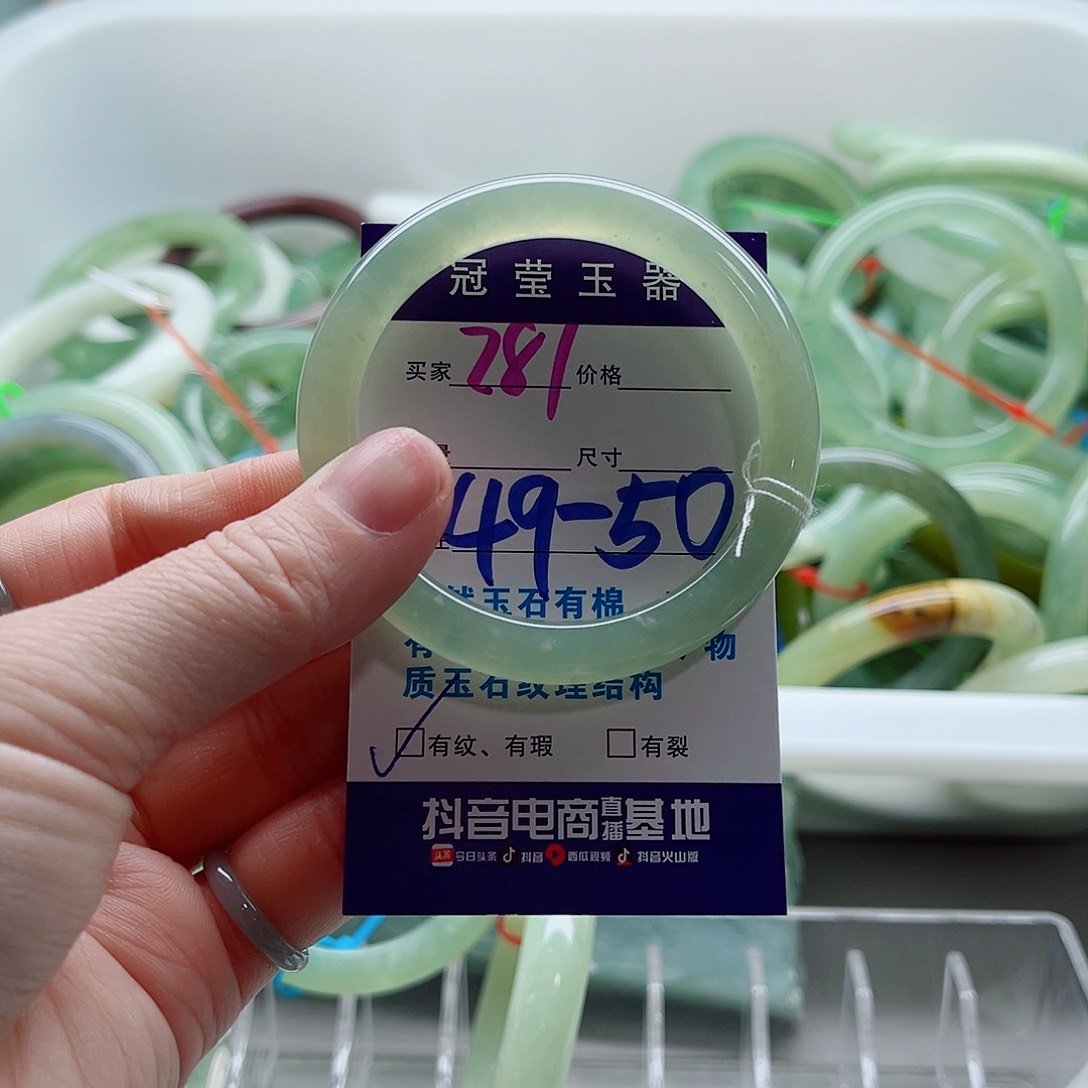 冠莹玉器
买家 281 价格
尺寸
49-50
玉石有棉
物
质玉石纹理结构
有纹、有瑕 有裂
抖音电商直播基地
今日头条 抖音 西瓜视频 抖音火山版